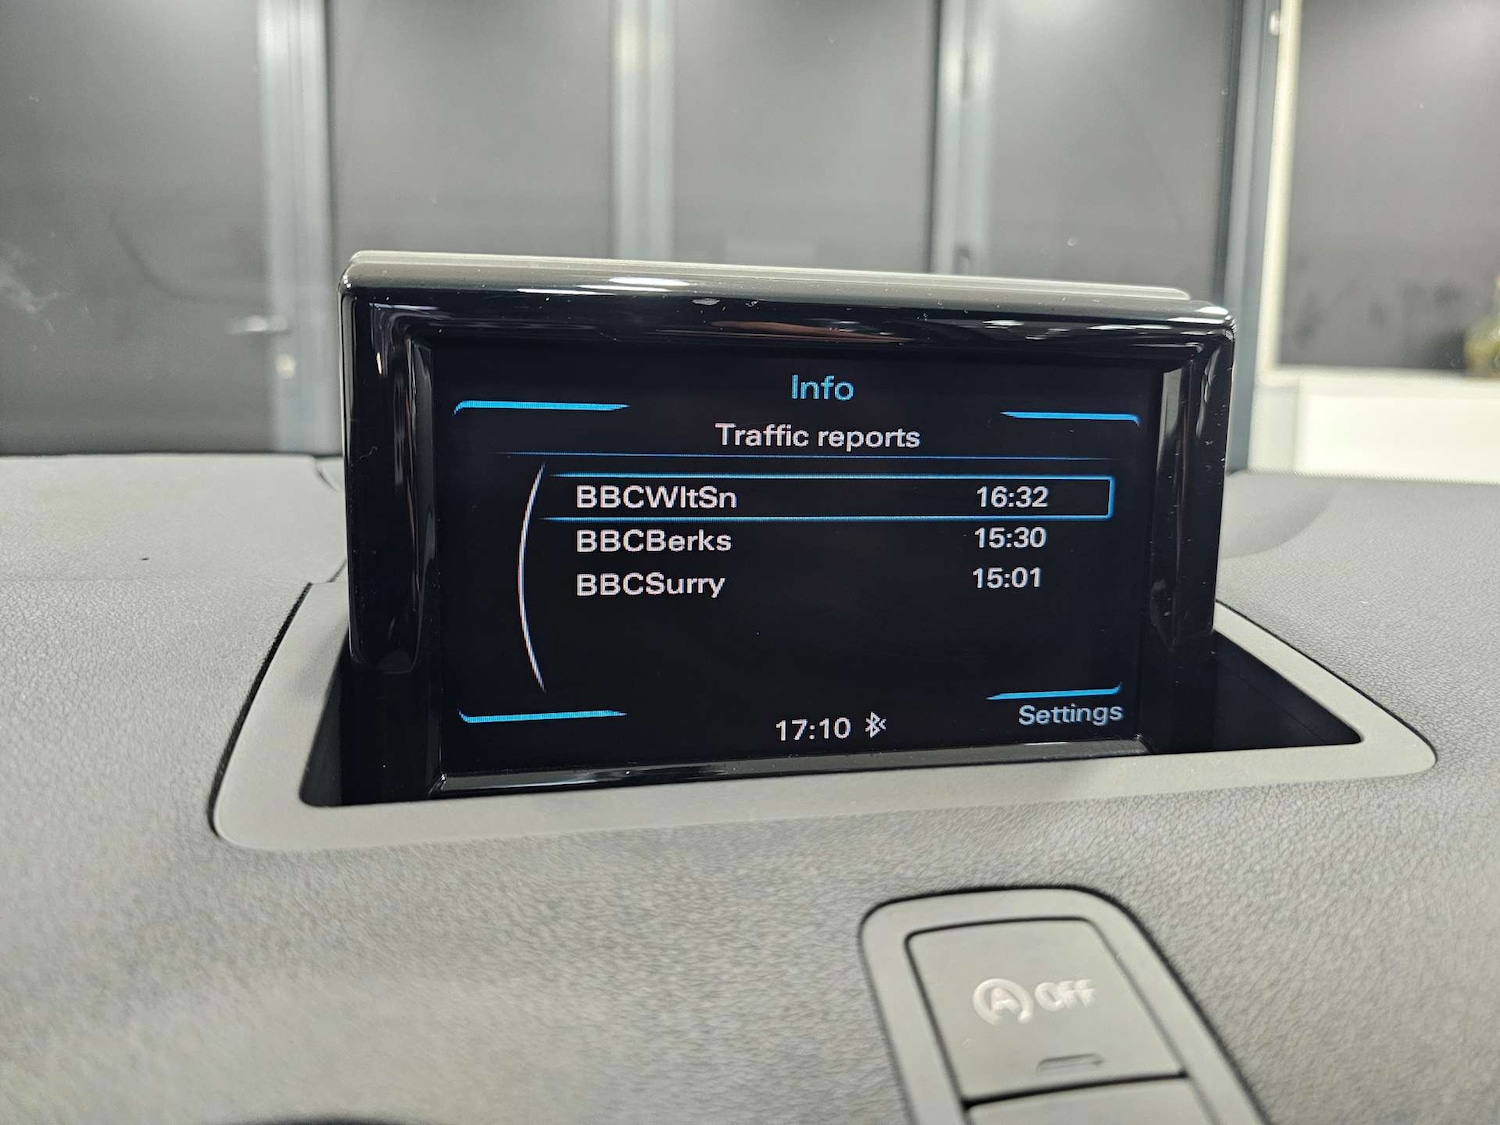 Info
Traffic reports
BBCWltSn 16:32
BBCBerks 15:30
BBCSurry 15:01
17:10
Settings
A OFF